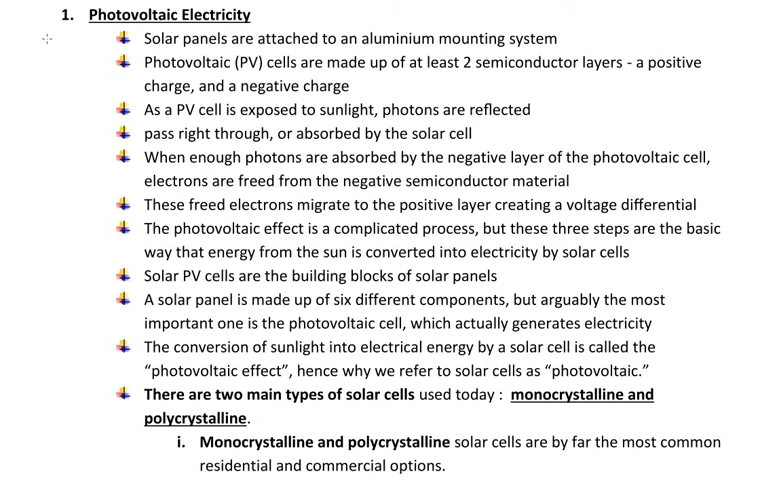 1. Photovoltaic Electricity
Solar panels are attached to an aluminium mounting system
Photovoltaic (PV) cells are made up of at least 2 semiconductor layers - a positive
charge, and a negative charge
As a PV cell is exposed to sunlight, photons are reflected
pass right through, or absorbed by the solar cell
When enough photons are absorbed by the negative layer of the photovoltaic cell,
electrons are freed from the negative semiconductor material
These freed electrons migrate to the positive layer creating a voltage differential
The photovoltaic effect is a complicated process, but these three steps are the basic
way that energy from the sun is converted into electricity by solar cells
Solar PV cells are the building blocks of solar panels
A solar panel is made up of six different components, but arguably the most
important one is the photovoltaic cell, which actually generates electricity
The conversion of sunlight into electrical energy by a solar cell is called the
“photovoltaic effect”, hence why we refer to solar cells as “photovoltaic.”
There are two main types of solar cells used today : monocrystalline and
polycrystalline.
i. Monocrystalline and polycrystalline solar cells are by far the most common
residential and commercial options.